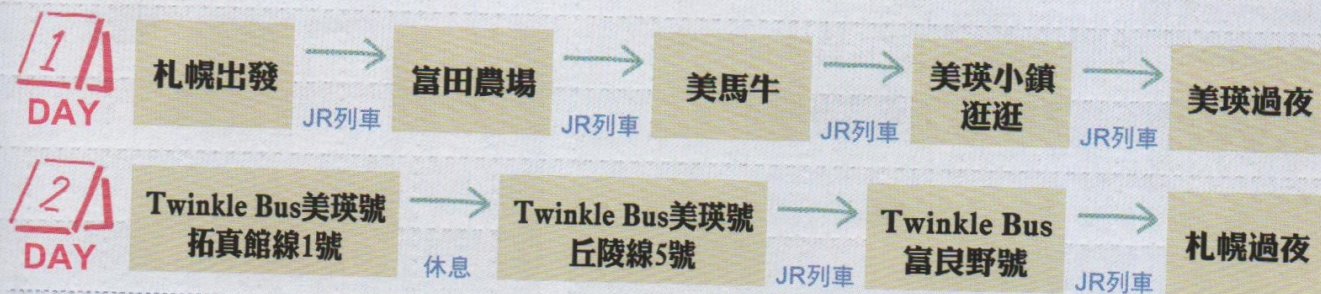 1
DAY
札幌出發
JR列車
富田農場
JR列車
美馬牛
JR列車
美瑛小鎮
逛逛
JR列車
美瑛過夜
2
DAY
Twinkle Bus美瑛號
拓真館線1號
休息
Twinkle Bus美瑛號
丘陵線5號
JR列車
Twinkle Bus
富良野號
JR列車
札幌過夜